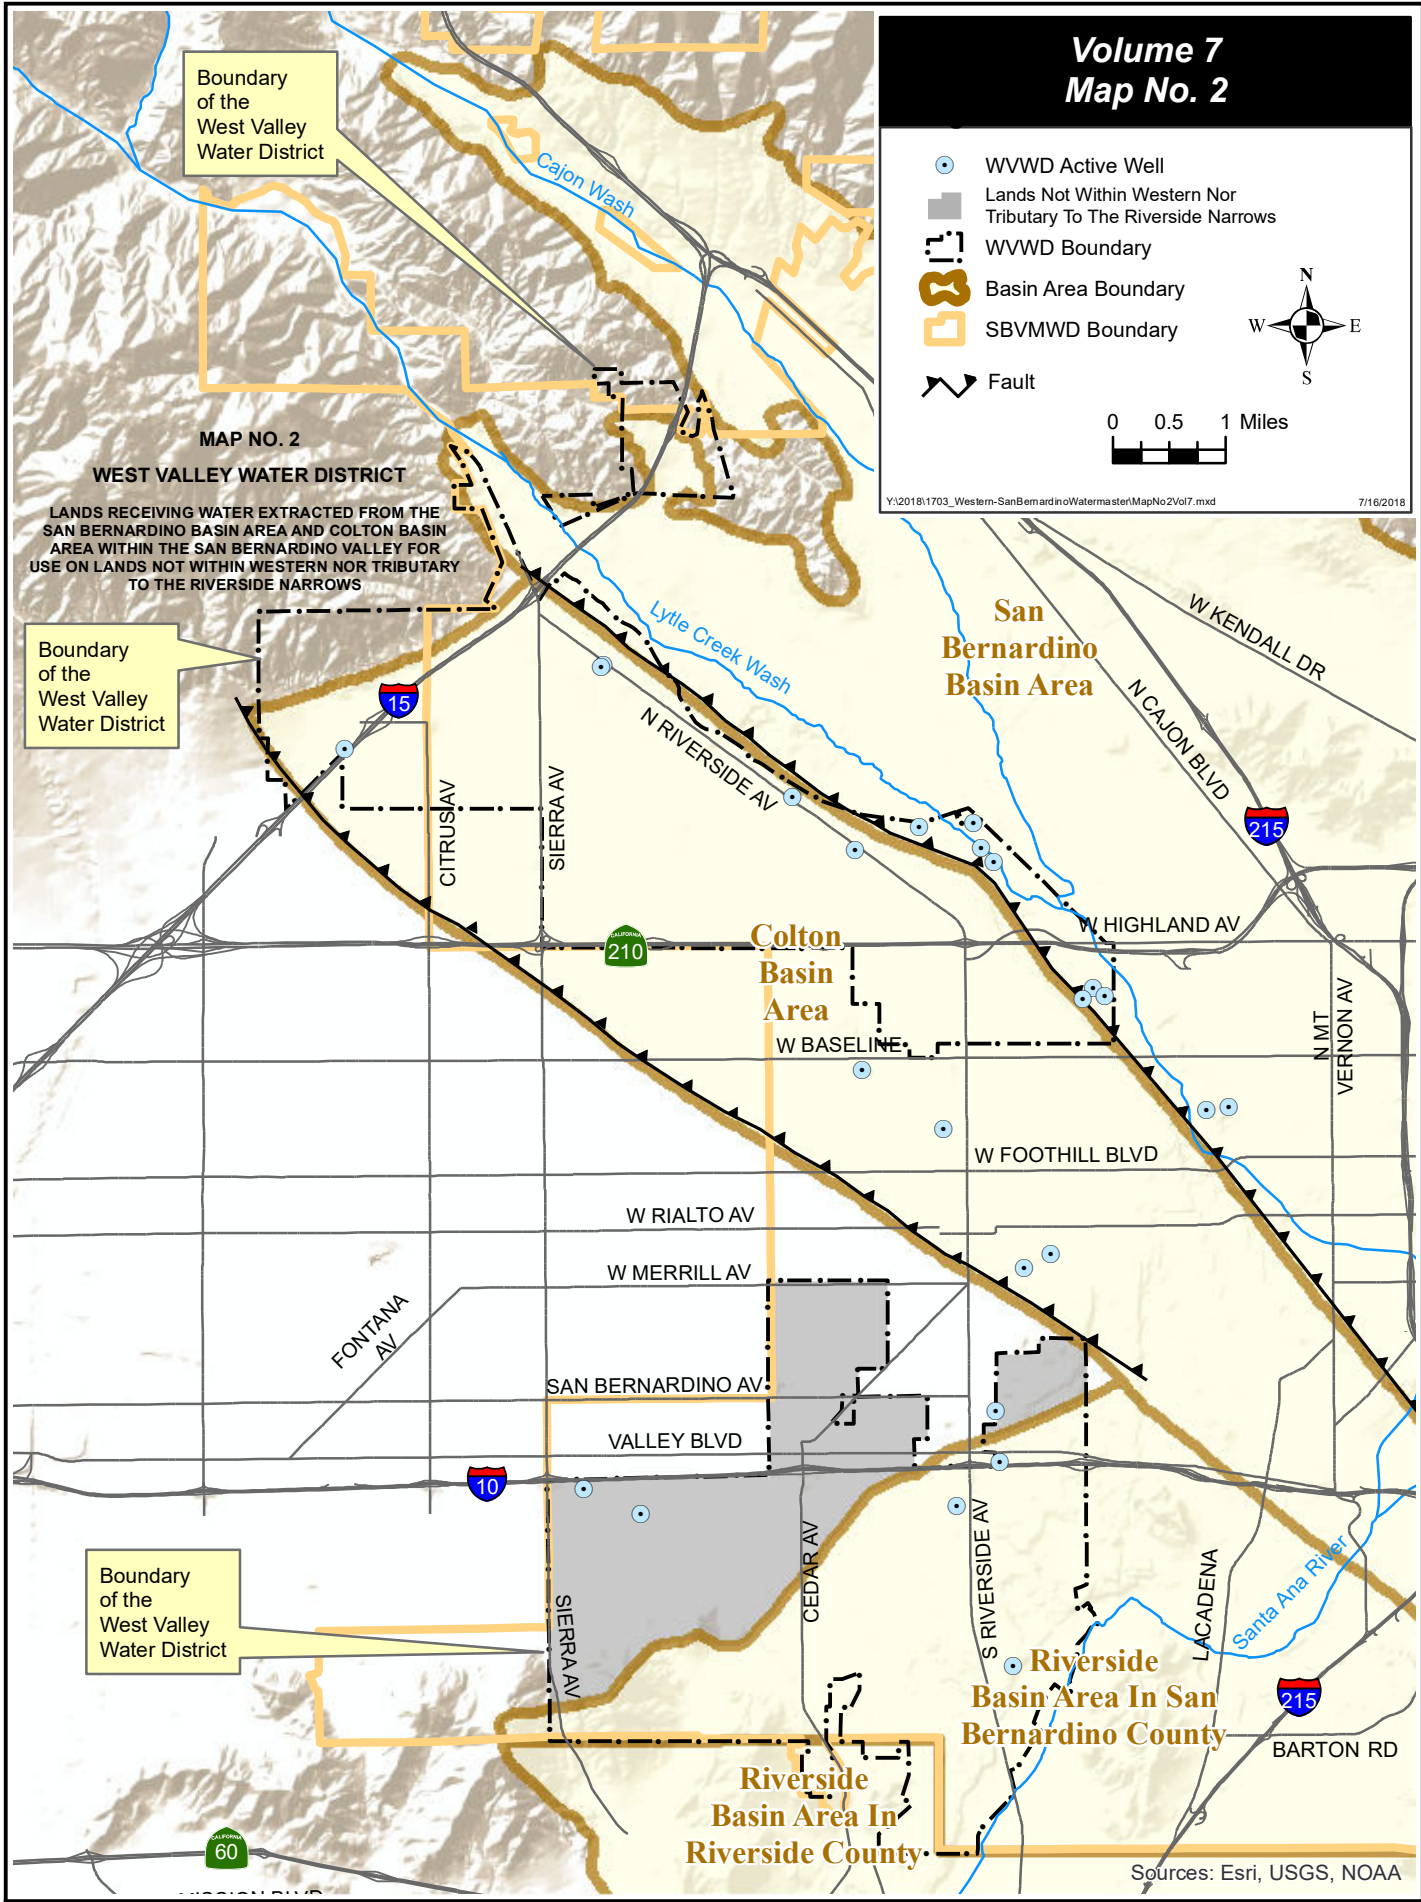 Volume 7
Map No. 2
WVWD Active Well
Lands Not Within Western Nor
Tributary To The Riverside Narrows
WVWD Boundary
Basin Area Boundary
SBVMWD Boundary
Fault
N
W
E
S
0 0.5 1 Miles
Y:\2018\1703_Western-SanBernardinoWatermaster\MapNo2Vol7.mxd
7/16/2018
Boundary
of the
West Valley
Water District
Cajon Wash
MAP NO. 2
WEST VALLEY WATER DISTRICT
LANDS RECEIVING WATER EXTRACTED FROM THE
SAN BERNARDINO BASIN AREA AND COLTON BASIN
AREA WITHIN THE SAN BERNARDINO VALLEY FOR
USE ON LANDS NOT WITHIN WESTERN NOR TRIBUTARY
TO THE RIVERSIDE NARROWS
Boundary
of the
West Valley
Water District
15
Lytle Creek Wash
San
Bernardino
Basin Area
W KENDALL DR
N CAJON BLVD
N RIVERSIDE AV
CITRUS AV
SIERRA AV
215
W HIGHLAND AV
CALIFORNIA
210
Colton
Basin
Area
W BASELINE
N MT
VERNON AV
W FOOTHILL BLVD
W RIALTO AV
W MERRILL AV
FONTANA
AV
SAN BERNARDINO AV
VALLEY BLVD
10
Boundary
of the
West Valley
Water District
SIERRA AV
CEDAR AV
S RIVERSIDE AV
LACADENA
Santa Ana River
Riverside
Basin Area In San
Bernardino County
215
BARTON RD
Riverside
Basin Area In
Riverside County
CALIFORNIA
60
MISSION BLVD
Sources: Esri, USGS, NOAA